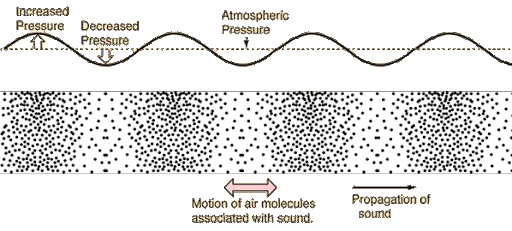 Increased
Pressure
Decreased
Pressure
Atmospheric
Pressure
Motion of air molecules
associated with sound.
Propagation of
sound